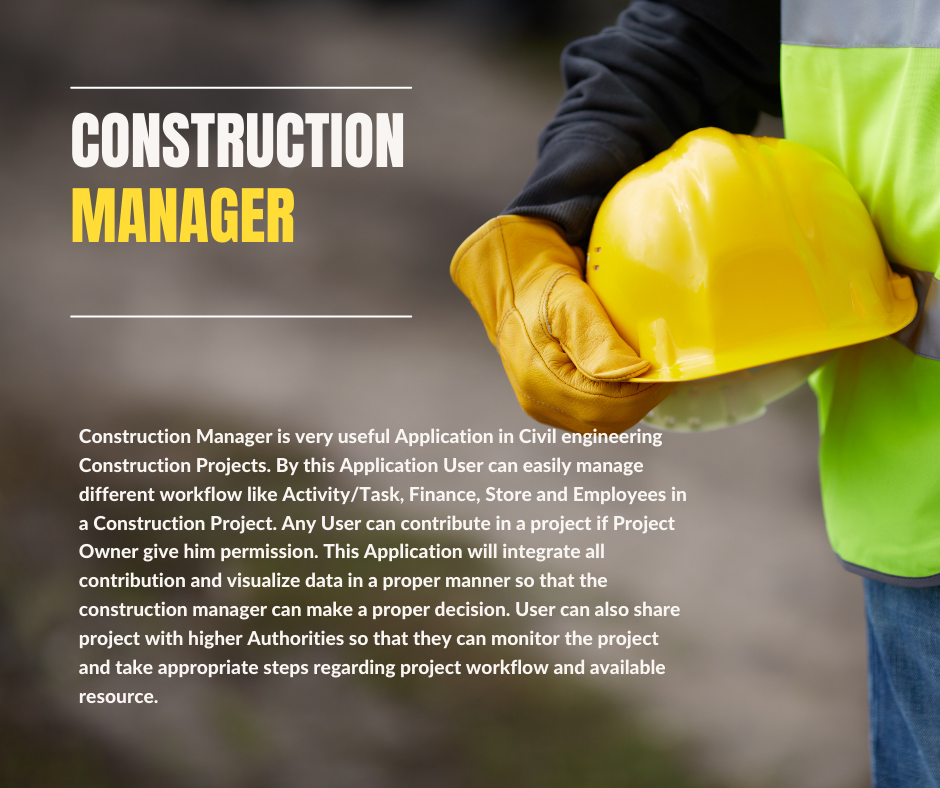 CONSTRUCTION
MANAGER
Construction Manager is very useful Application in Civil engineering
Construction Projects. By this Application User can easily manage
different workflow like Activity/Task, Finance, Store and Employees in
a Construction Project. Any User can contribute in a project if Project
Owner give him permission. This Application will integrate all
contribution and visualize data in a proper manner so that the
construction manager can make a proper decision. User can also share
project with higher Authorities so that they can monitor the project
and take appropriate steps regarding project workflow and available
resource.